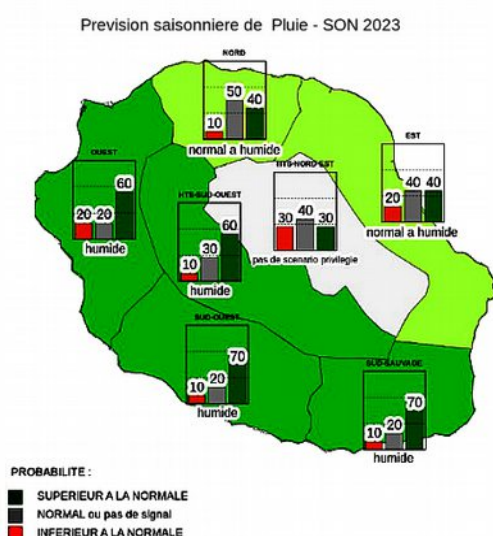 Prevision saisonniere de Pluie - SON 2023
NORD
10 50 40
normal a humide
EST
20 40 40
normal a humide
OUEST
20 20 60
humide
HTS-NORD-EST
30 40 30
pas de scenario privilegie
HTS-SUD-OUEST
10 30 60
humide
SUD-OUEST
10 20 70
humide
SUD-SAUVAGE
10 20 70
humide
PROBABILITE :
SUPERIEUR A LA NORMALE
NORMAL ou pas de signal
INFERIEUR A LA NORMALE